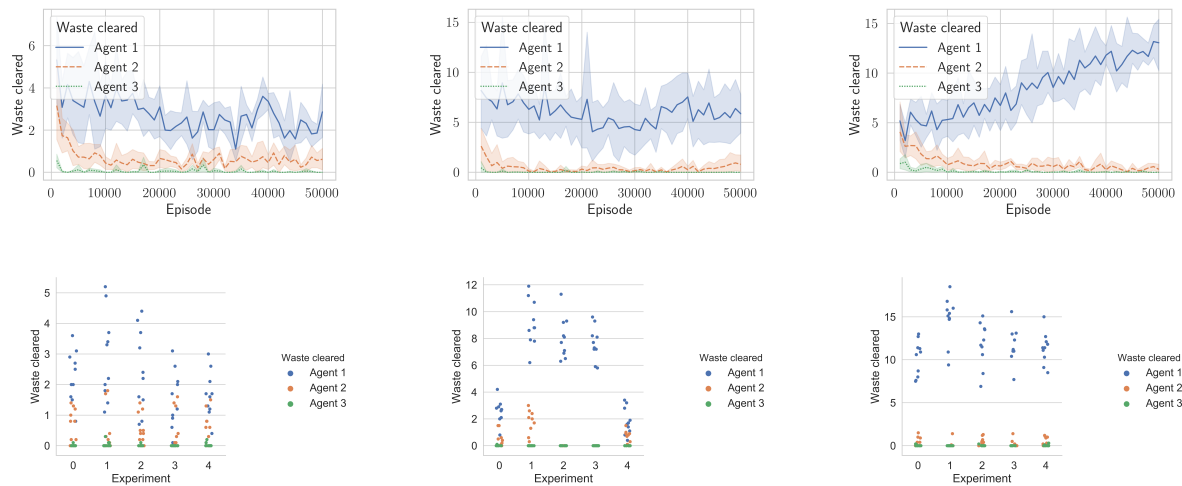 Waste cleared
Agent 1
Agent 2
Agent 3
6
4
2
0
Waste cleared
0
10000
20000
30000
40000
50000
Episode
Waste cleared
Agent 1
Agent 2
Agent 3
15
10
5
0
Waste cleared
0
10000
20000
30000
40000
50000
Episode
Waste cleared
Agent 1
Agent 2
Agent 3
15
10
5
0
Waste cleared
0
10000
20000
30000
40000
50000
Episode
5
4
3
2
1
0
Waste cleared
0
1
2
3
4
Experiment
Waste cleared
Agent 1
Agent 2
Agent 3
12
10
8
6
4
2
0
Waste cleared
0
1
2
3
4
Experiment
Waste cleared
Agent 1
Agent 2
Agent 3
15
10
5
0
Waste cleared
0
1
2
3
4
Experiment
Waste cleared
Agent 1
Agent 2
Agent 3